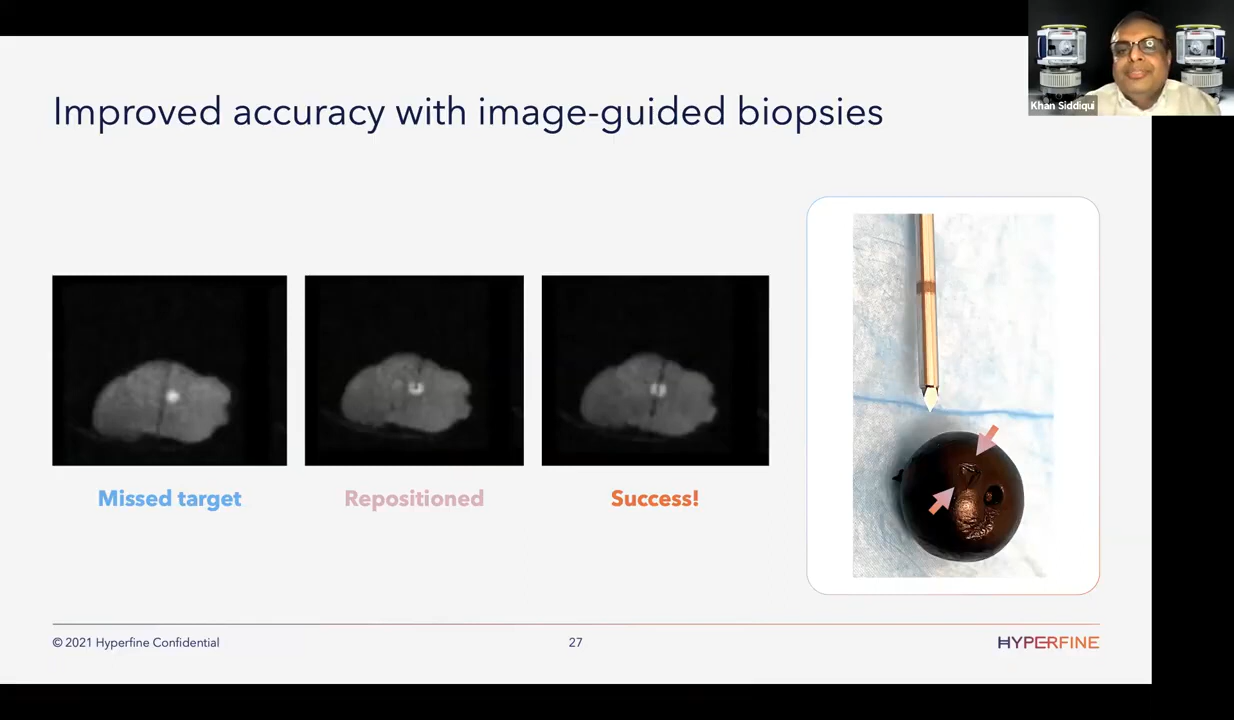 Improved accuracy with image-guided biopsies
Khan Siddiqui
Missed target
Repositioned
Success!
© 2021 Hyperfine Confidential
27
HYPERFINE